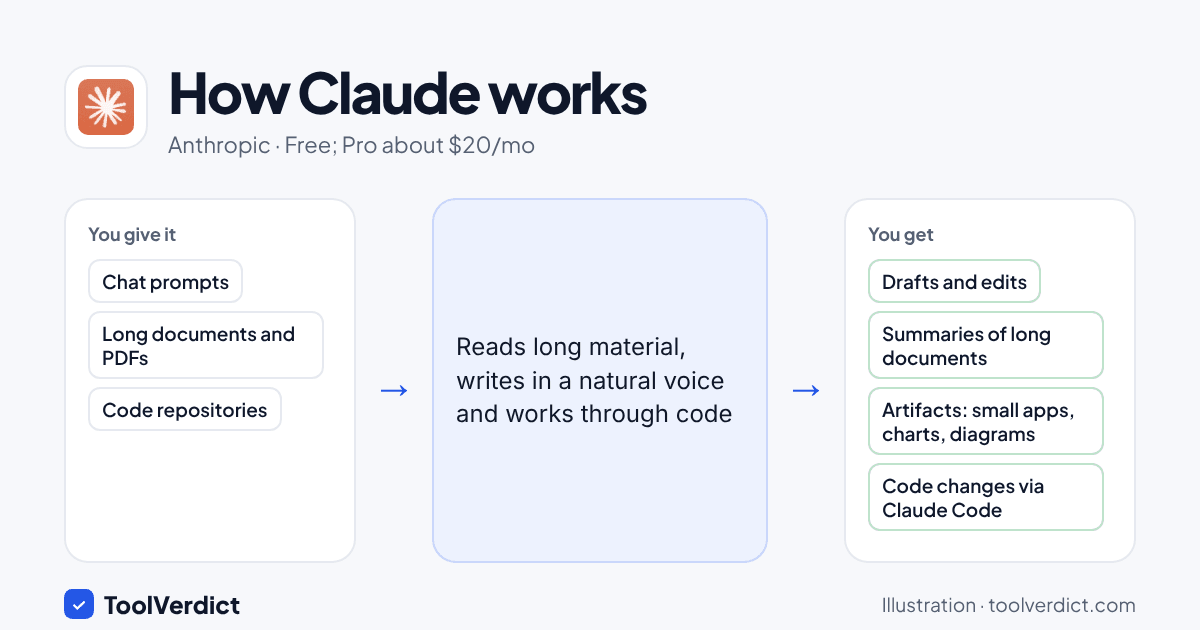 How Claude works
Anthropic · Free; Pro about $20/mo
You give it
Chat prompts
Long documents and
PDFs
Code repositories
→
Reads long material,
writes in a natural voice
and works through code
→
You get
Drafts and edits
Summaries of long
documents
Artifacts: small apps,
charts, diagrams
Code changes via
Claude Code
ToolVerdict
Illustration · toolverdict.com